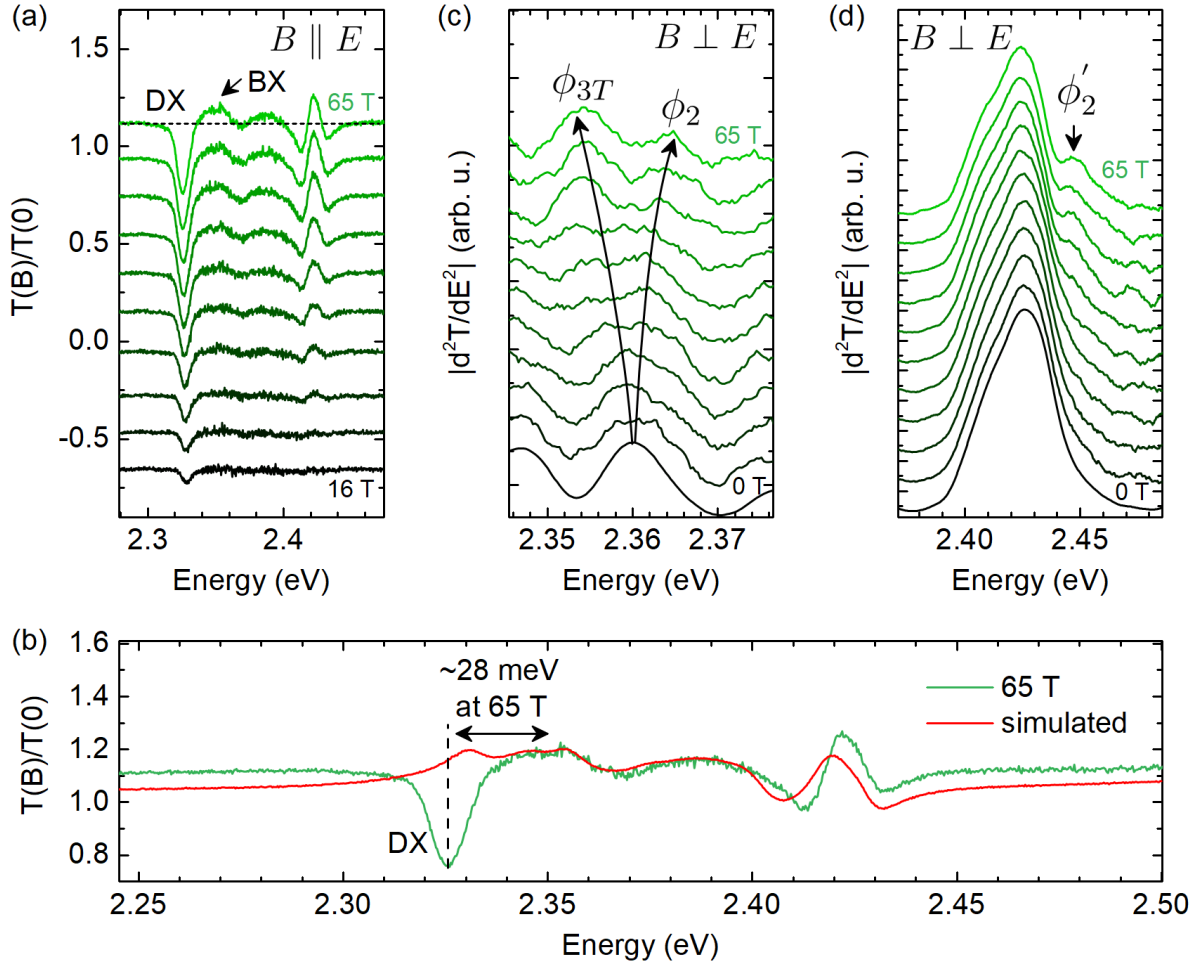 (a)
B ∥ E
DX
BX
65 T
16 T
1.5
1.0
0.5
0.0
-0.5
T(B)/T(0)
2.3 2.4
Energy (eV)
(c)
B ⊥ E
ϕ3T
ϕ2
65 T
0 T
|d²T/dE²| (arb. u.)
2.35 2.36 2.37
Energy (eV)
(d)
B ⊥ E
ϕ′2
65 T
0 T
|d²T/dE²| (arb. u.)
2.40 2.45
Energy (eV)
(b)
1.6
1.4
1.2
1.0
0.8
T(B)/T(0)
~28 meV
at 65 T
DX
65 T
simulated
2.25 2.30 2.35 2.40 2.45 2.50
Energy (eV)